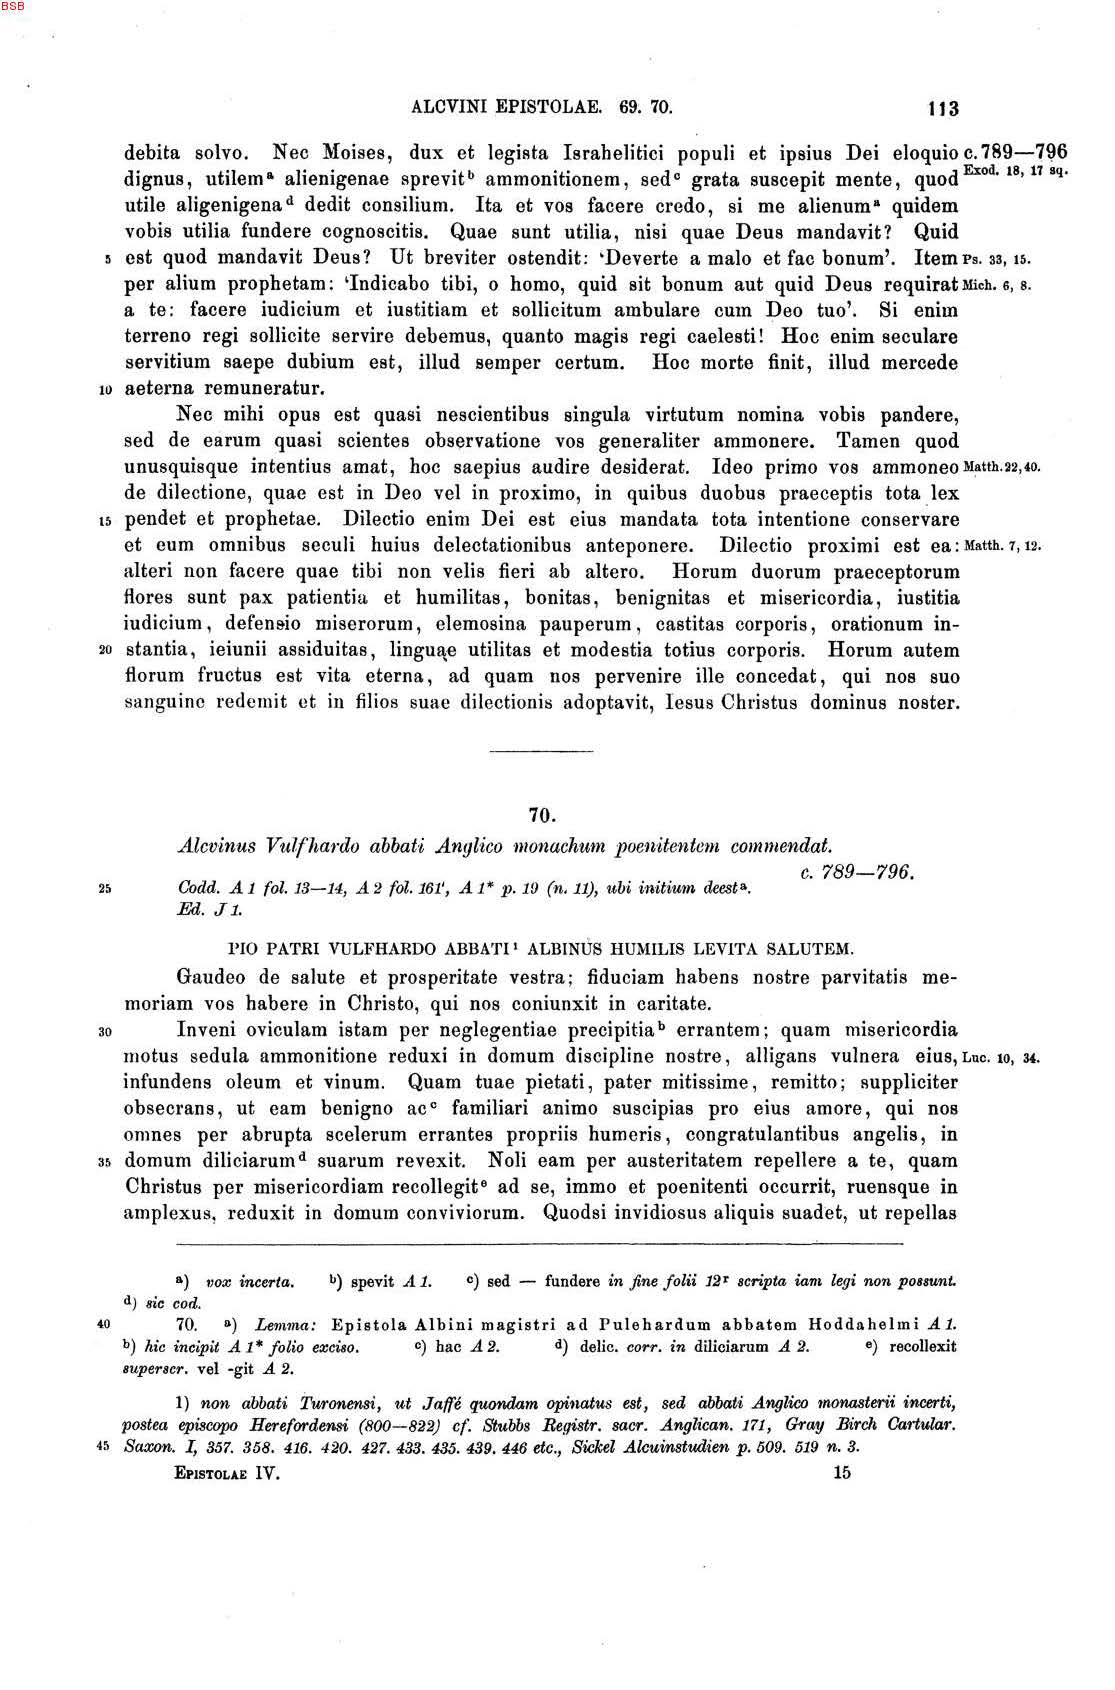 BSB
ALCVINI EPISTOLAE. 69. 70. 113
debita solvo. Nec Moises, dux et legista Israhelitici populi et ipsius Dei eloquio c. 789—796
dignus, utilemᵃ alienigenae sprevitᵇ ammonitionem, sedᶜ grata suscepit mente, quod Exod. 18, 17 sq.
utile aligenigenaᵈ dedit consilium. Ita et vos facere credo, si me alienumᵃ quidem
vobis utilia fundere cognoscitis. Quae sunt utilia, nisi quae Deus mandavit? Quid
5 est quod mandavit Deus? Ut breviter ostendit: ‘Deverte a malo et fac bonum’. Item Ps. 33, 15.
per alium prophetam: ‘Indicabo tibi, o homo, quid sit bonum aut quid Deus requirat Mich. 6, 8.
a te: facere iudicium et iustitiam et sollicitum ambulare cum Deo tuo’. Si enim
terreno regi sollicite servire debemus, quanto magis regi caelesti! Hoc enim seculare
servitium saepe dubium est, illud semper certum. Hoc morte finit, illud mercede
10 aeterna remuneratur.
Nec mihi opus est quasi nescientibus singula virtutum nomina vobis pandere,
sed de earum quasi scientes observatione vos generaliter ammonere. Tamen quod
unusquisque intentius amat, hoc saepius audire desiderat. Ideo primo vos ammoneo Matth. 22, 40.
de dilectione, quae est in Deo vel in proximo, in quibus duobus praeceptis tota lex
15 pendet et prophetae. Dilectio enim Dei est eius mandata tota intentione conservare
et eum omnibus seculi huius delectationibus anteponere. Dilectio proximi est ea: Matth. 7, 12.
alteri non facere quae tibi non velis fieri ab altero. Horum duorum praeceptorum
flores sunt pax patientia et humilitas, bonitas, benignitas et misericordia, iustitia
iudicium, defensio miserorum, elemosina pauperum, castitas corporis, orationum in-
20 stantia, ieiunii assiduitas, linguąe utilitas et modestia totius corporis. Horum autem
florum fructus est vita eterna, ad quam nos pervenire ille concedat, qui nos suo
sanguine redemit et in filios suae dilectionis adoptavit, Iesus Christus dominus noster.
70.
Alcvinus Vulfhardo abbati Anglico monachum poenitentem commendat.
c. 789—796.
25 Codd. A 1 fol. 13—14, A 2 fol. 161', A 1* p. 19 (n. 11), ubi initium deestᵃ.
Ed. J 1.
PIO PATRI VULFHARDO ABBATI¹ ALBINUS HUMILIS LEVITA SALUTEM.
Gaudeo de salute et prosperitate vestra; fiduciam habens nostre parvitatis me-
moriam vos habere in Christo, qui nos coniunxit in caritate.
30 Inveni oviculam istam per neglegentiae precipitiaᵇ errantem; quam misericordia
motus sedula ammonitione reduxi in domum discipline nostre, alligans vulnera eius, Luc. 10, 34.
infundens oleum et vinum. Quam tuae pietati, pater mitissime, remitto; suppliciter
obsecrans, ut eam benigno acᶜ familiari animo suscipias pro eius amore, qui nos
omnes per abrupta scelerum errantes propriis humeris, congratulantibus angelis, in
35 domum diliciarumᵈ suarum revexit. Noli eam per austeritatem repellere a te, quam
Christus per misericordiam recollegitᵉ ad se, immo et poenitenti occurrit, ruensque in
amplexus, reduxit in domum conviviorum. Quodsi invidiosus aliquis suadet, ut repellas
a) vox incerta. b) spevit A 1. c) sed — fundere in fine folii 12ʳ scripta iam legi non possunt.
d) sic cod.
40 70. a) Lemma: Epistola Albini magistri ad Pulehardum abbatem Hoddahelmi A 1.
b) hic incipit A 1* folio exciso. c) hac A 2. d) delic. corr. in diliciarum A 2. e) recollexit
superscr. vel -git A 2.
1) non abbati Turonensi, ut Jaffé quondam opinatus est, sed abbati Anglico monasterii incerti,
postea episcopo Herefordensi (800—822) cf. Stubbs Registr. sacr. Anglican. 171, Gray Birch Cartular.
45 Saxon. I, 357. 358. 416. 420. 427. 433. 435. 439. 446 etc., Sickel Alcuinstudien p. 509. 519 n. 3.
EPISTOLAE IV. 15